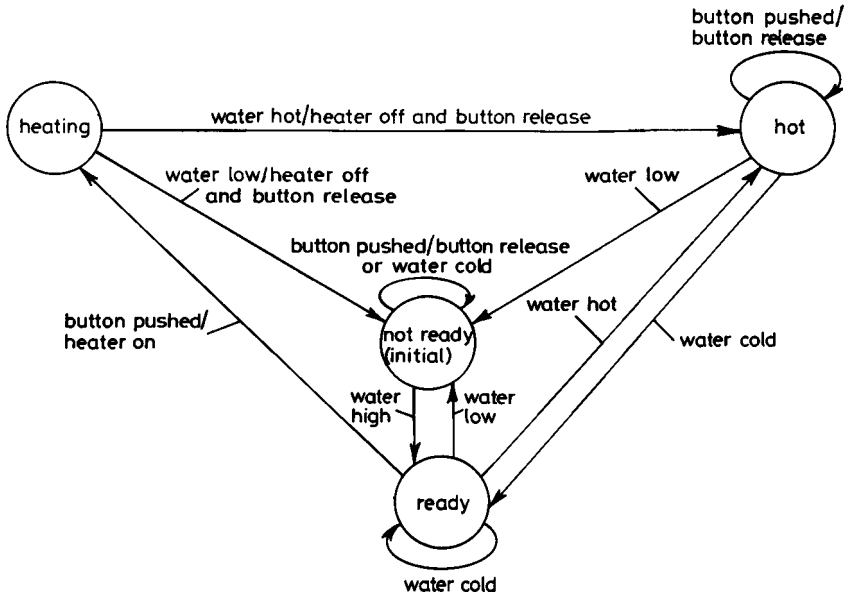 button pushed/
button release
heating
water hot/heater off and button release
hot
water low/heater off
and button release
water low
button pushed/button release
or water cold
button pushed/
heater on
not ready
(initial)
water hot
water cold
water
high
water
low
ready
water cold